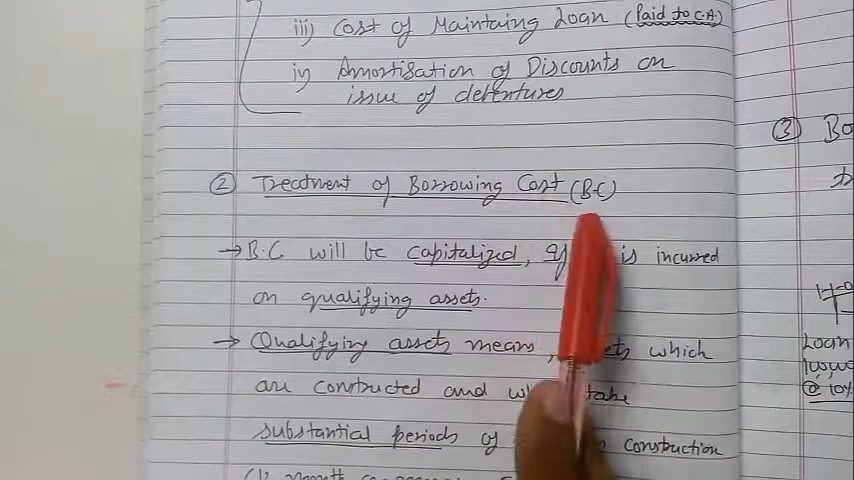 iii) Cost of Maintaining Loan (Paid to C.A)
iv) Amortisation of Discounts on
issue of debentures
② Treatment of Borrowing Cost (B.C)
→ B.C will be capitalized, If is incurred
on qualifying assets.
→ Qualifying assets means, which
are constructed and take
substantial periods of construction
③ Bo
Loan
@ 10%